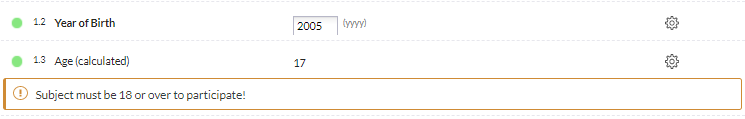 1.2 Year of Birth 2005 (yyyy)
1.3 Age (calculated) 17
Subject must be 18 or over to participate!